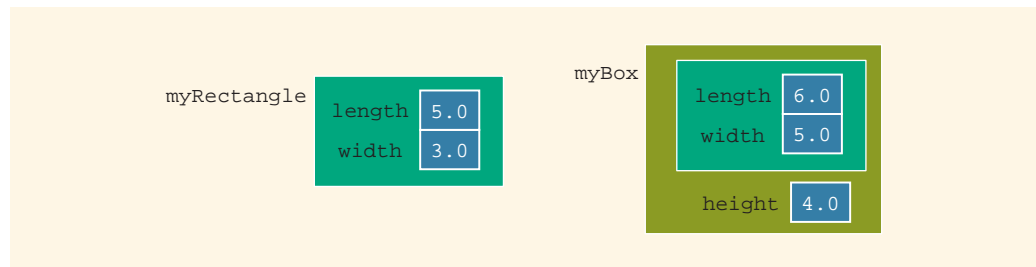 myRectangle
length 5.0
width 3.0
myBox
length 6.0
width 5.0
height 4.0